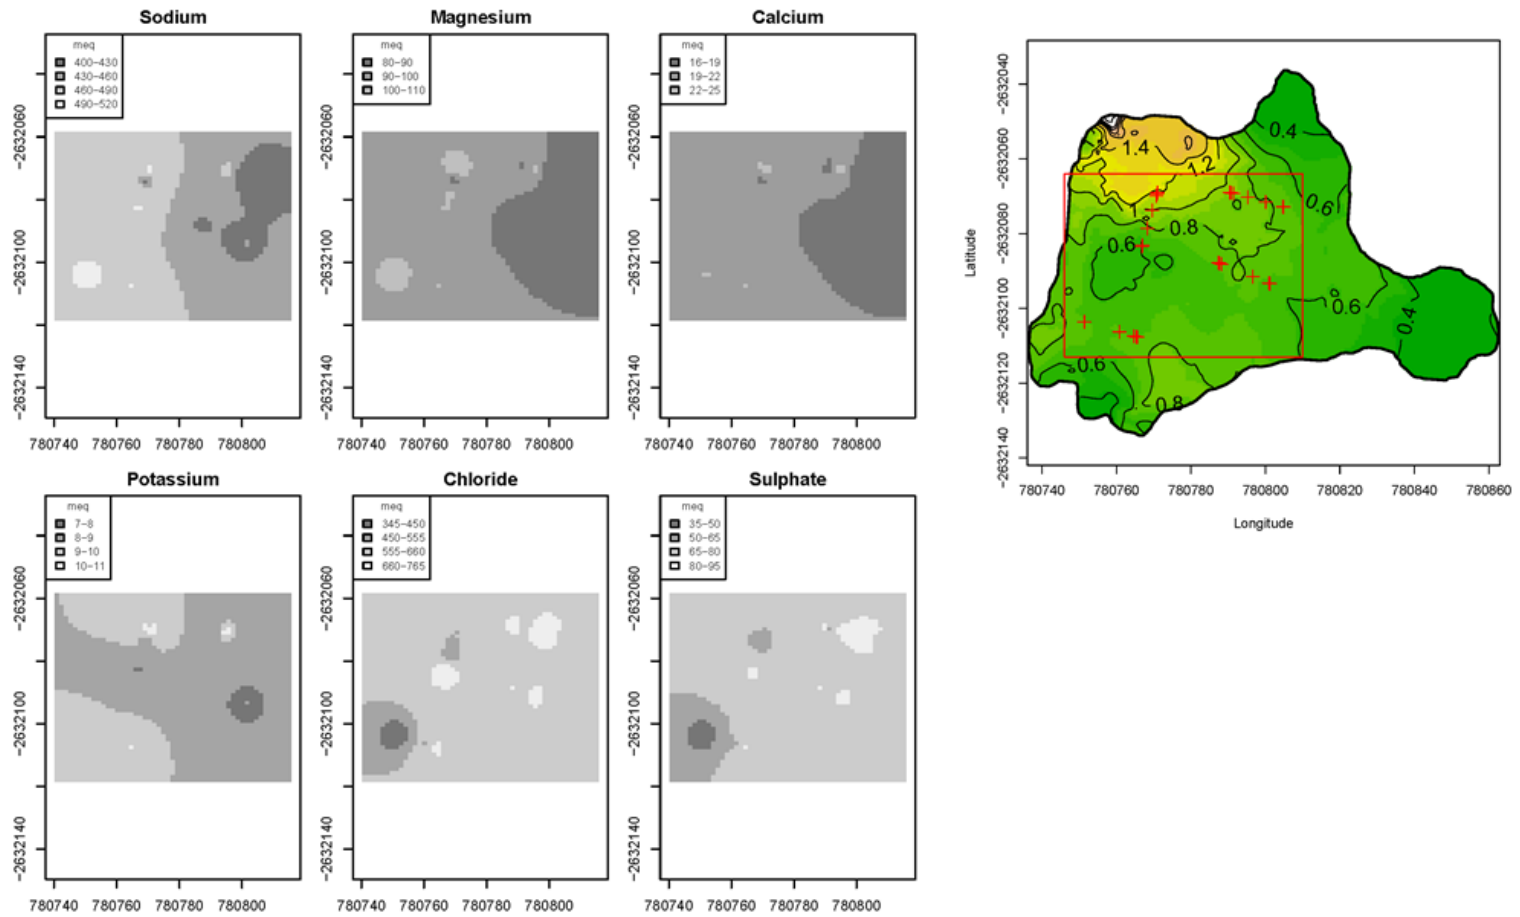 Sodium
meq
400-430
430-460
460-490
490-520
-2632060
-2632100
-2632140
780740 780760 780780 780800
Magnesium
meq
80-90
90-100
100-110
-2632060
-2632100
-2632140
780740 780760 780780 780800
Calcium
meq
16-19
19-22
22-25
-2632060
-2632100
-2632140
780740 780760 780780 780800
Potassium
meq
7-8
8-9
9-10
10-11
-2632060
-2632100
-2632140
780740 780760 780780 780800
Chloride
meq
345-450
450-555
555-660
660-765
-2632060
-2632100
-2632140
780740 780760 780780 780800
Sulphate
meq
35-50
50-65
65-80
80-95
-2632060
-2632100
-2632140
780740 780760 780780 780800
Latitude
-2632040
-2632060
-2632080
-2632100
-2632120
-2632140
0.4
1.4
1.2
0.6
0.8
0.6
0.6
0.4
0.6
0.8
780740 780760 780780 780800 780820 780840 780860
Longitude